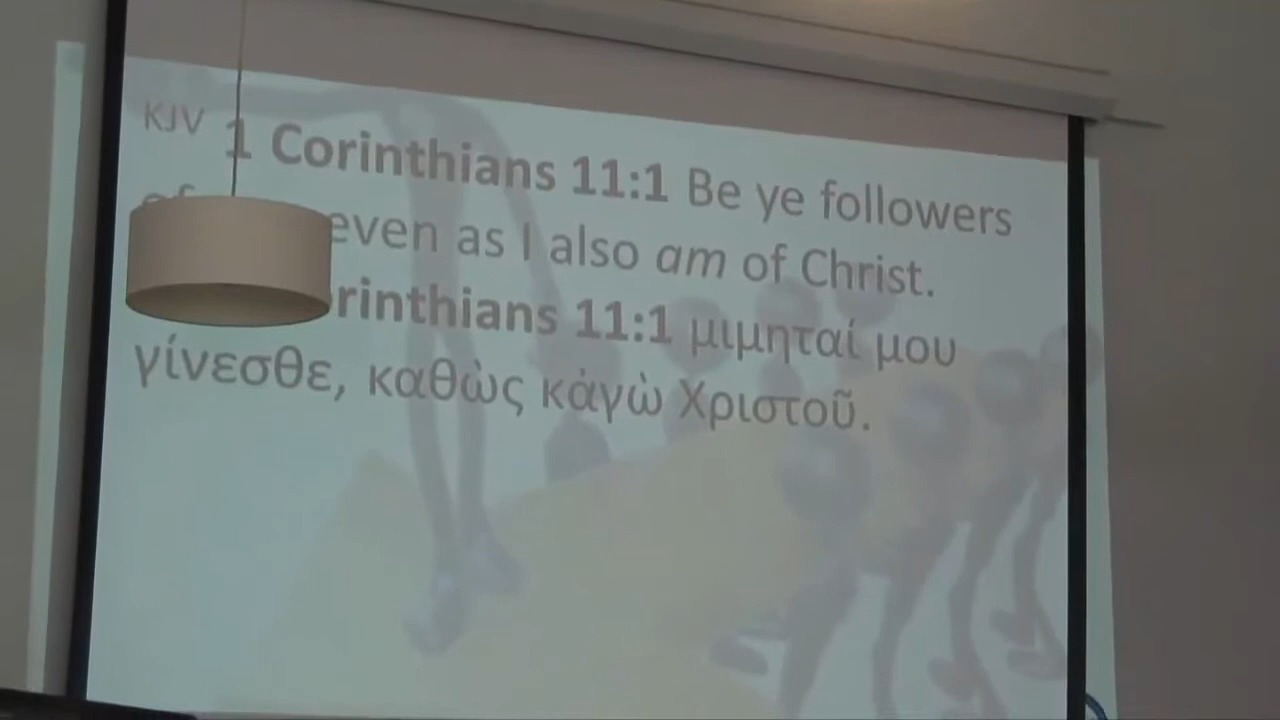 KJV 1 Corinthians 11:1 Be ye followers
of even as I also am of Christ.
rinthians 11:1 μιμηταί μου
γίνεσθε, καθὼς κἀγὼ Χριστοῦ.